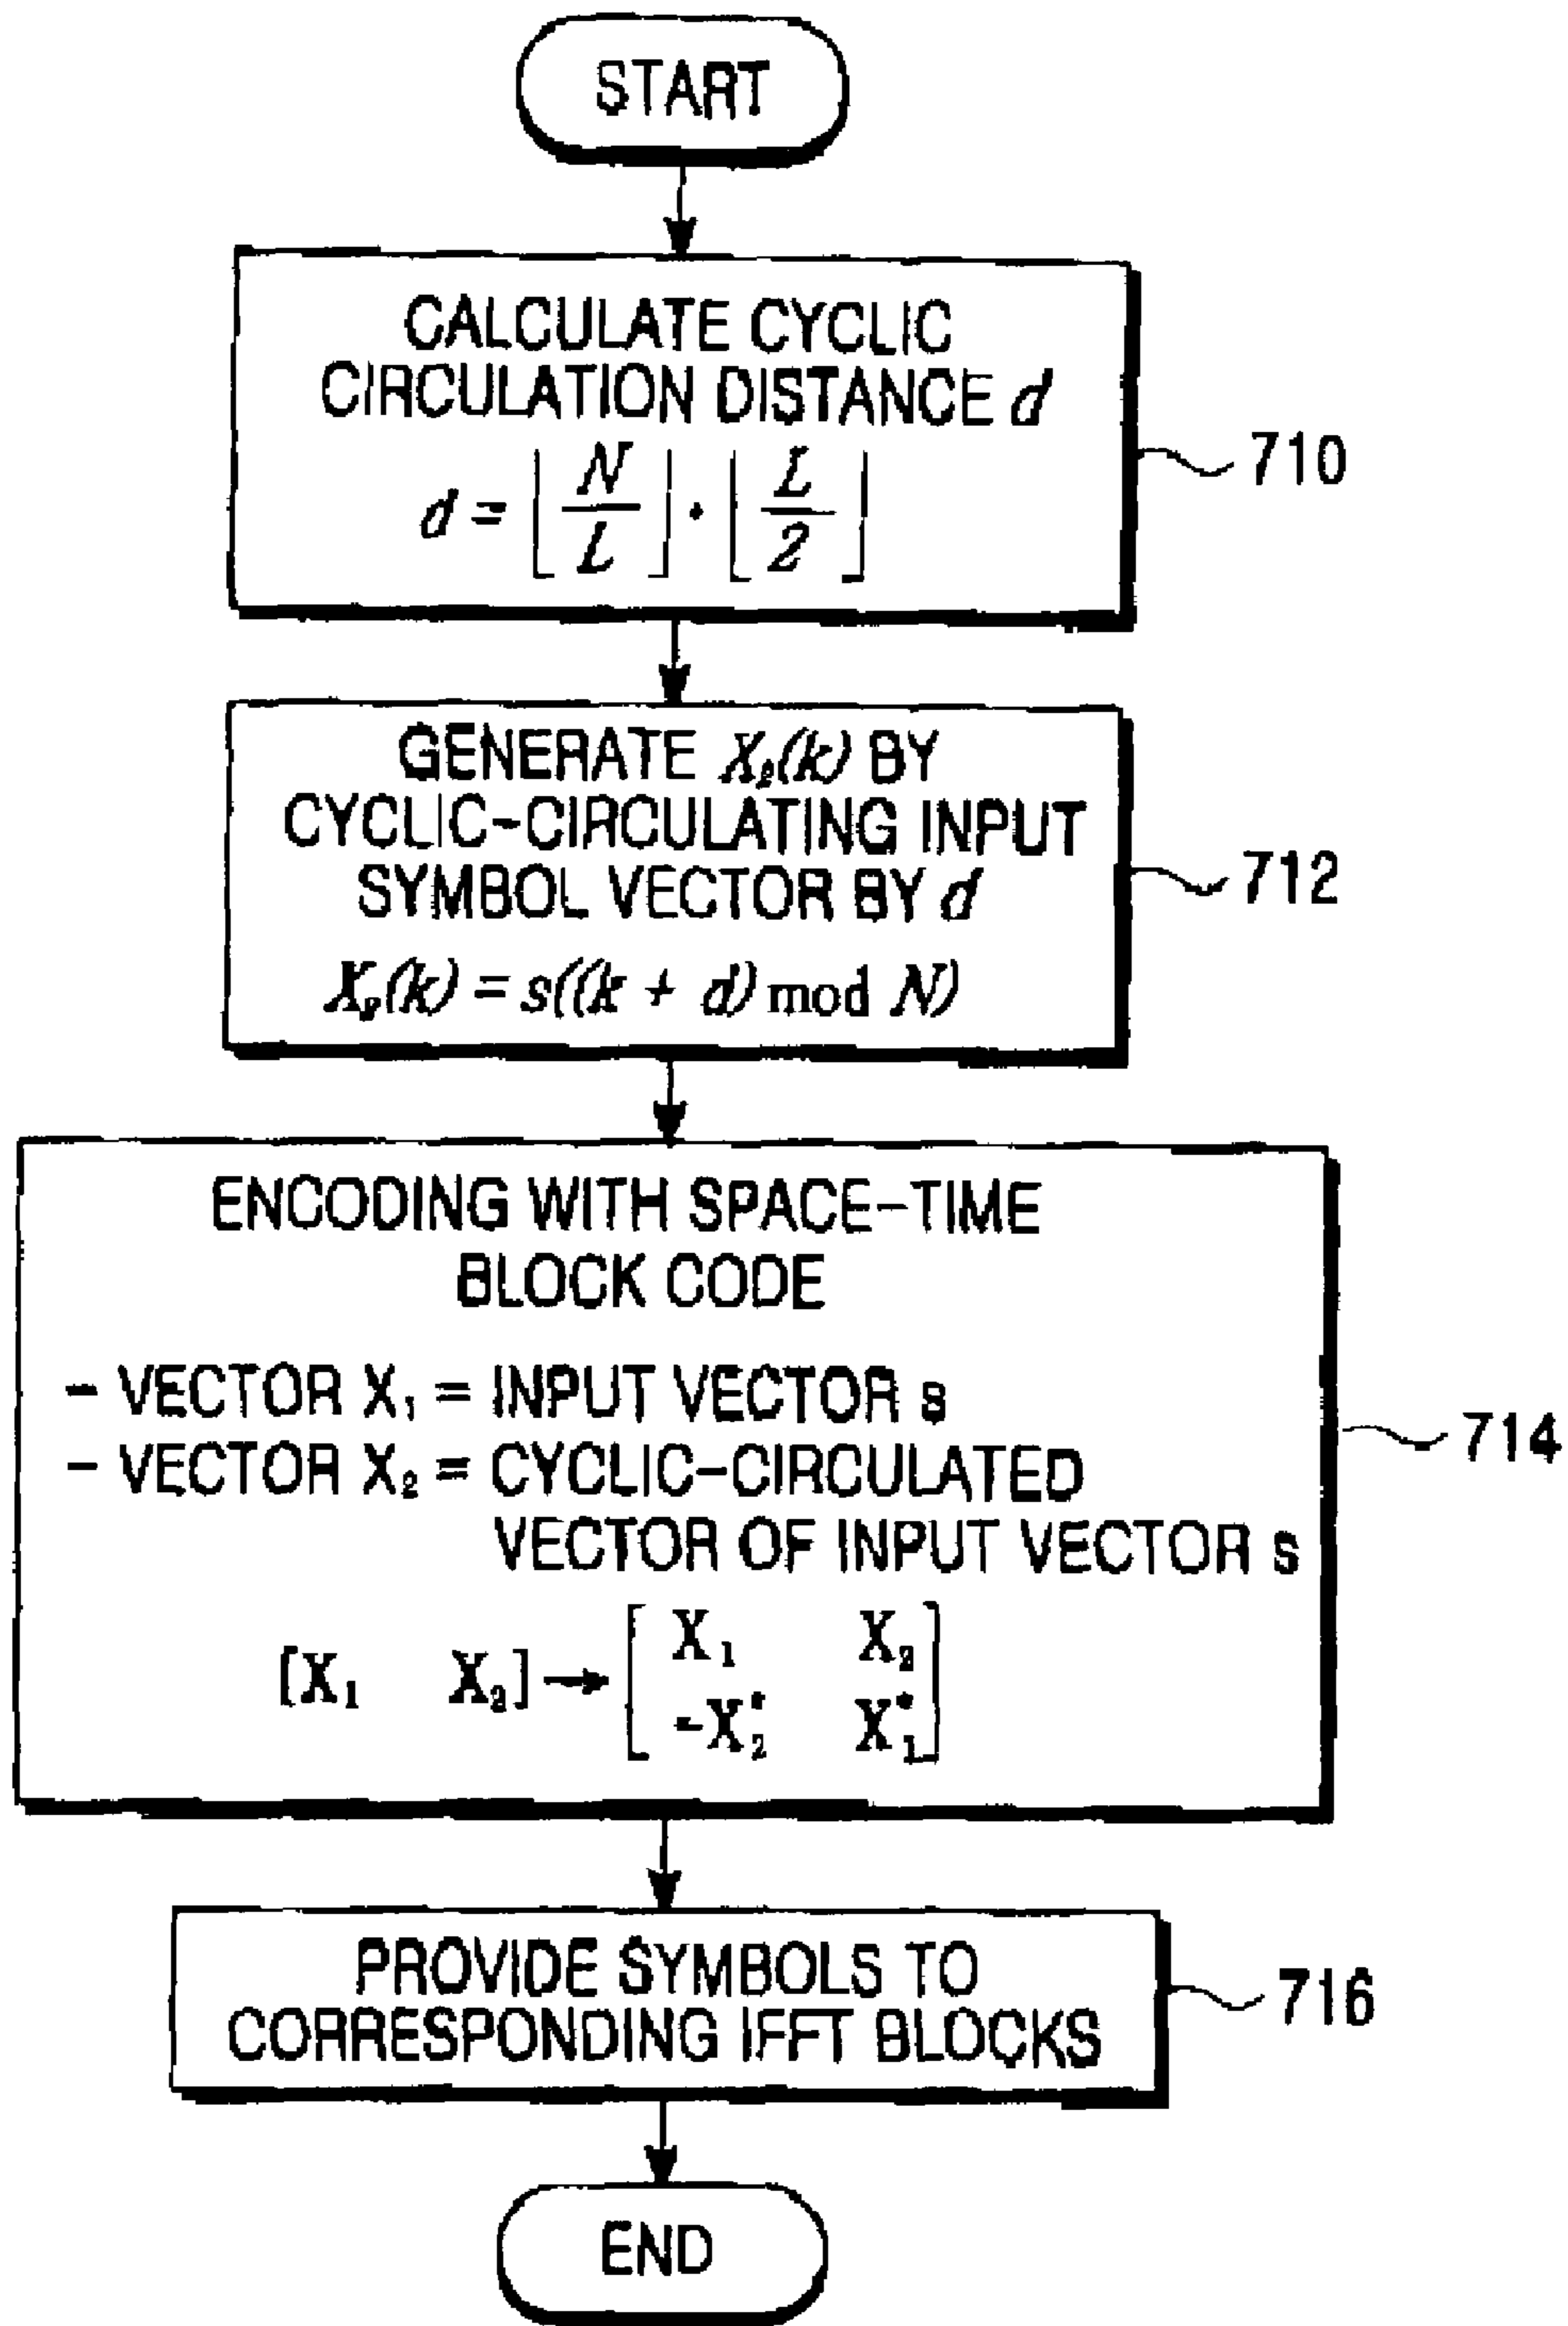 START
CALCULATE CYCLIC
CIRCULATION DISTANCE d
d = ⌊N/L⌋ · ⌊L/2⌋
710
GENERATE X₂(k) BY
CYCLIC-CIRCULATING INPUT
SYMBOL VECTOR BY d
X₂(k) = s((k + d) mod N)
712
ENCODING WITH SPACE-TIME
BLOCK CODE
- VECTOR X₁ = INPUT VECTOR s
- VECTOR X₂ = CYCLIC-CIRCULATED
VECTOR OF INPUT VECTOR s
[X₁ X₂] → [X₁ X₂
-X₂* X₁*]
714
PROVIDE SYMBOLS TO
CORRESPONDING IFFT BLOCKS
716
END